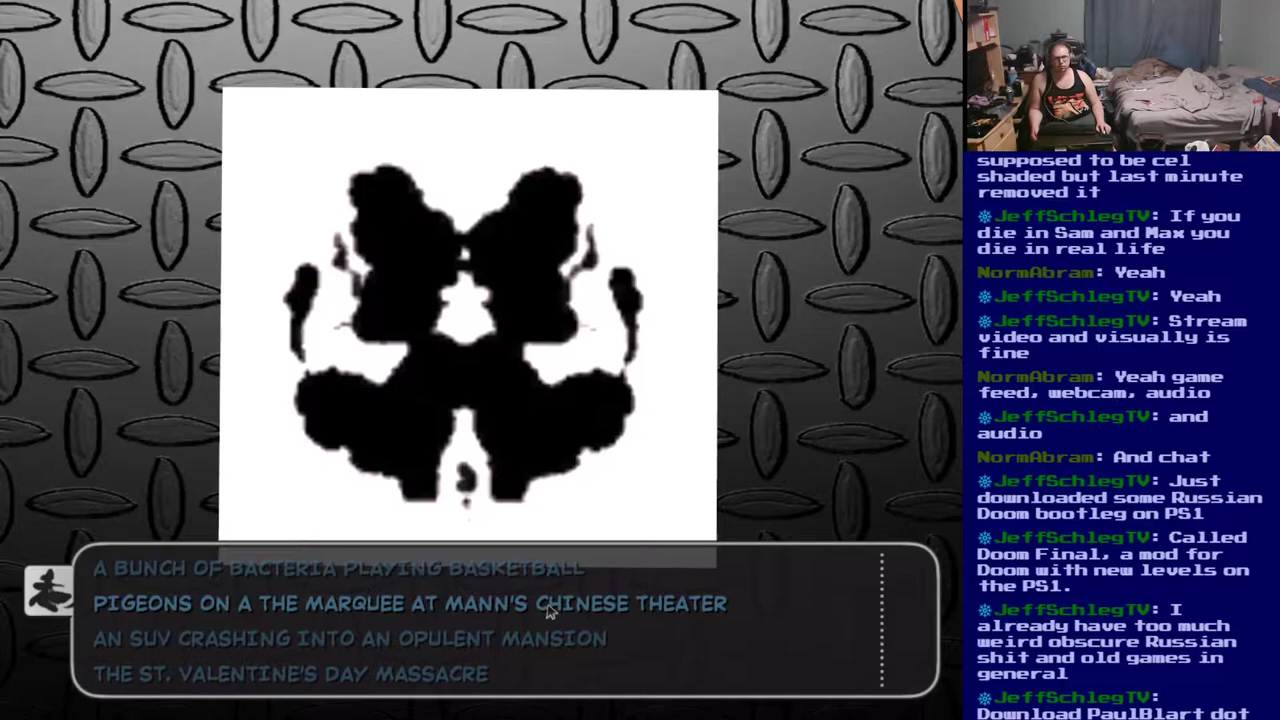 A BUNCH OF BACTERIA PLAYING BASKETBALL
PIGEONS ON A THE MARQUEE AT MANN'S CHINESE THEATER
AN SUV CRASHING INTO AN OPULENT MANSION
THE ST. VALENTINE'S DAY MASSACRE
supposed to be cel
shaded but last minute
removed it
JeffSchlegTV: If you
die in Sam and Max you
die in real life
NormAbram: Yeah
JeffSchlegTV: Yeah
JeffSchlegTV: Stream
video and visually is
fine
NormAbram: Yeah game
feed, webcam, audio
JeffSchlegTV: and
audio
NormAbram: And chat
JeffSchlegTV: Just
downloaded some Russian
Doom bootleg on PS1
JeffSchlegTV: Called
Doom Final, a mod for
Doom with new levels on
the PS1.
JeffSchlegTV: I
already have too much
weird obscure Russian
shit and old games in
general
JeffSchlegTV:
Download PaulBlart dot